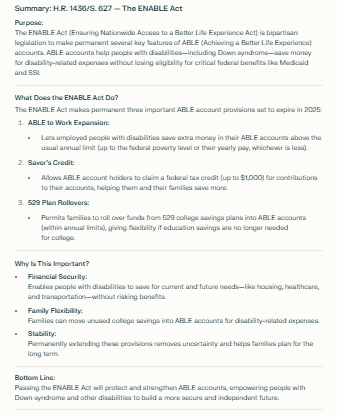 Summary: H.R. 1436/S. 627 — The ENABLE Act
Purpose:
The ENABLE Act (Ensuring Nationwide Access to a Better Life Experience Act) is bipartisan
legislation to make permanent several key features of ABLE (Achieving a Better Life Experience)
accounts. ABLE accounts help people with disabilities—including Down syndrome—save money
for disability-related expenses without losing eligibility for critical federal benefits like Medicaid
and SSI.
What Does the ENABLE Act Do?
The ENABLE Act makes permanent three important ABLE account provisions set to expire in 2025:
1. ABLE to Work Expansion:
• Lets employed people with disabilities save extra money in their ABLE accounts above the
usual annual limit (up to the federal poverty level or their yearly pay, whichever is less).
2. Saver's Credit:
• Allows ABLE account holders to claim a federal tax credit (up to $1,000) for contributions
to their accounts, helping them and their families save more.
3. 529 Plan Rollovers:
• Permits families to roll over funds from 529 college savings plans into ABLE accounts
(within annual limits), giving flexibility if education savings are no longer needed
for college.
Why Is This Important?
• Financial Security:
Enables people with disabilities to save for current and future needs—like housing, healthcare,
and transportation—without risking benefits.
• Family Flexibility:
Families can move unused college savings into ABLE accounts for disability-related expenses.
• Stability:
Permanently extending these provisions removes uncertainty and helps families plan for the
long term.
Bottom Line:
Passing the ENABLE Act will protect and strengthen ABLE accounts, empowering people with
Down syndrome and other disabilities to build a more secure and independent future.